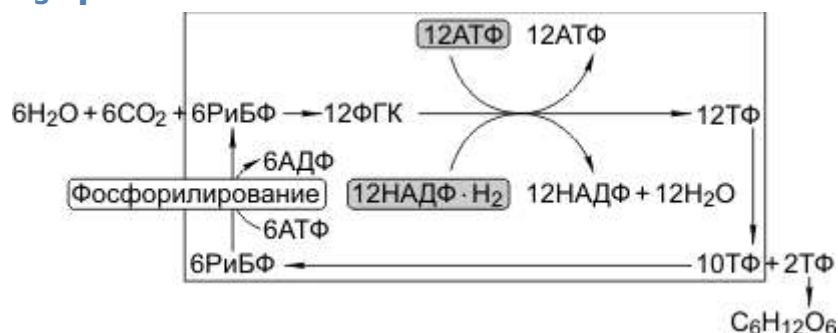 12АТФ 12АТФ
6H₂O + 6CO₂ + 6РиБФ 12ФГК 12ТФ
6АДФ
Фосфорилирование 12НАДФ · H₂ 12НАДФ + 12H₂O
6АТФ
6РиБФ 10ТФ + 2ТФ
C₆H₁₂O₆